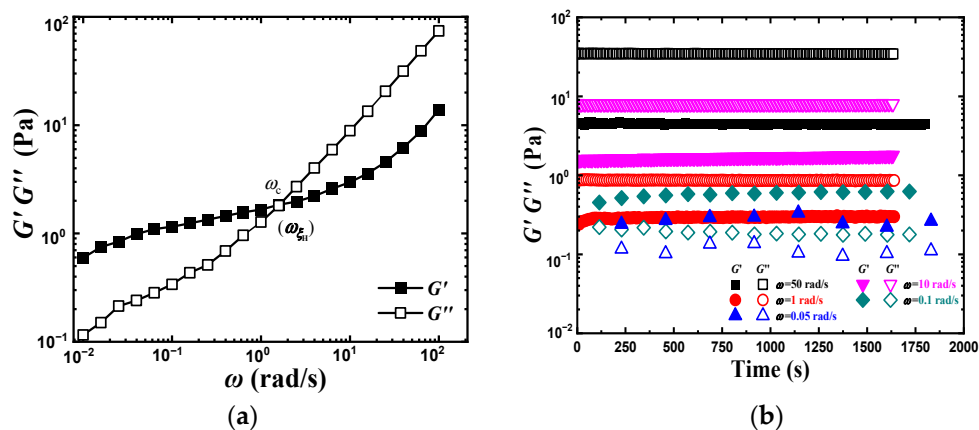 10²
10¹
10⁰
10⁻¹
G′ G″ (Pa)
ω_c
(ω_ξH)
G′
G″
10⁻² 10⁻¹ 10⁰ 10¹ 10²
ω (rad/s)
(a)
10²
10¹
10⁰
10⁻¹
10⁻²
G′ G″ (Pa)
G′ G″ G′ G″
ω=50 rad/s ω=10 rad/s
ω=1 rad/s ω=0.1 rad/s
ω=0.05 rad/s
0 250 500 750 1000 1250 1500 1750 2000
Time (s)
(b)